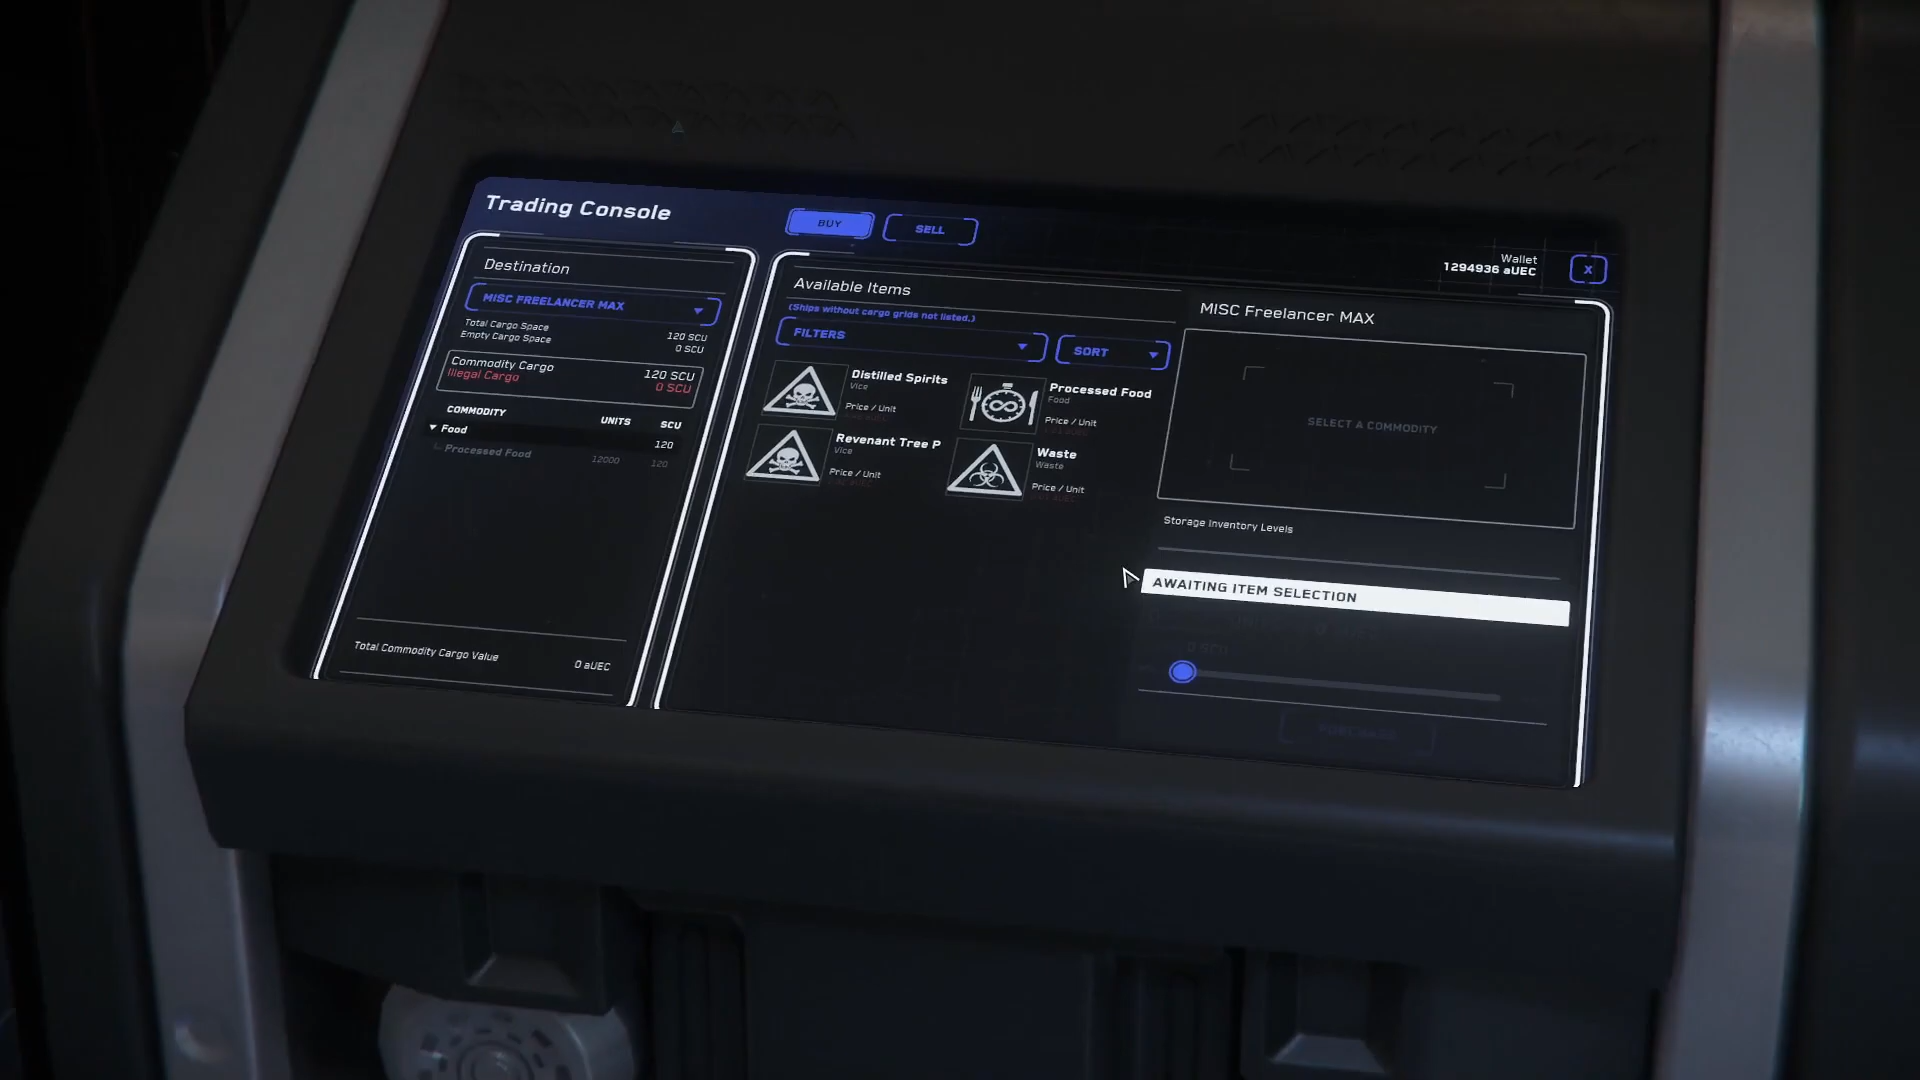 Trading Console
BUY
SELL
Wallet
1294936 aUEC
X
Destination
MISC FREELANCER MAX
Total Cargo Space 120 SCU
Empty Cargo Space 0 SCU
Commodity Cargo 120 SCU
Illegal Cargo 0 SCU
COMMODITY UNITS SCU
Food 120
Processed Food 12000 120
Total Commodity Cargo Value 0 aUEC
Available Items
(Ships without cargo grids not listed.)
FILTERS
SORT
Distilled Spirits
Vice
Price / Unit
Processed Food
Food
Price / Unit
Revenant Tree P
Vice
Price / Unit
Waste
Waste
Price / Unit
MISC Freelancer MAX
SELECT A COMMODITY
Storage Inventory Levels
AWAITING ITEM SELECTION
0 SCU
PURCHASE